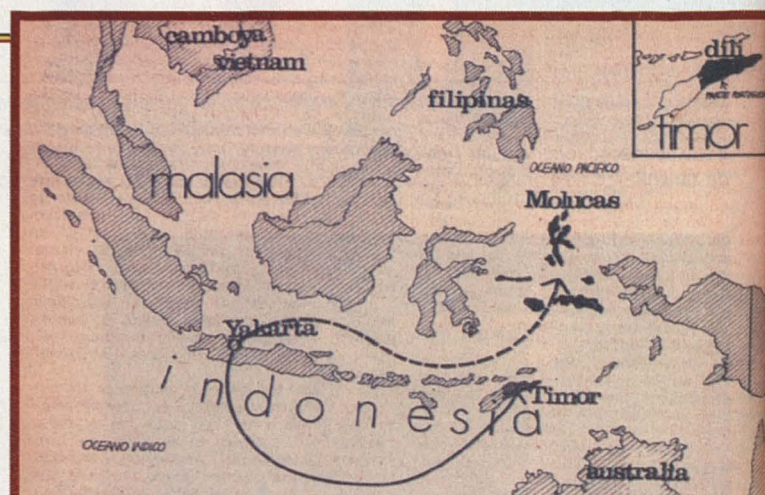 camboya
vietnam
filipinas
dili
timor
malasia
OCEANO PACIFICO
Molucas
Yakarta
indonesia
Timor
OCEANO INDICO
australia